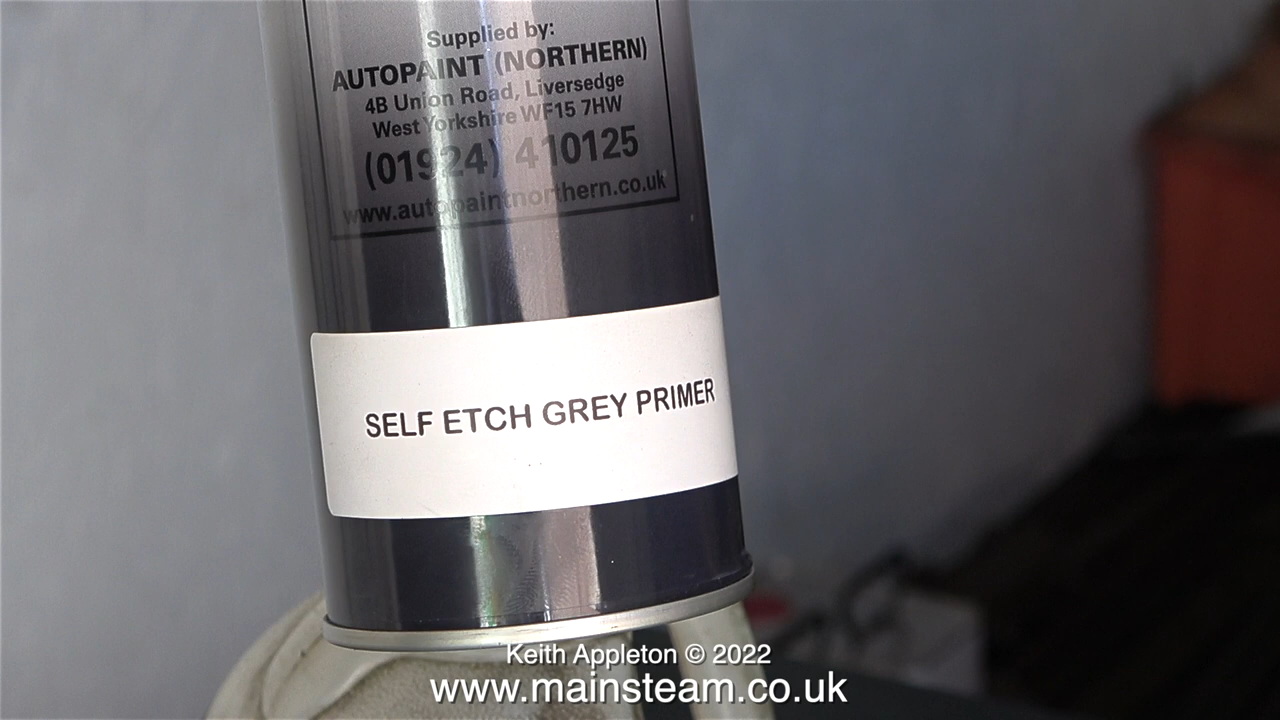 Supplied by:
AUTOPAINT (NORTHERN)
4B Union Road, Liversedge
West Yorkshire WF15 7HW
(01924) 410125
www.autopaintnorthern.co.uk
SELF ETCH GREY PRIMER
Keith Appleton © 2022
www.mainsteam.co.uk